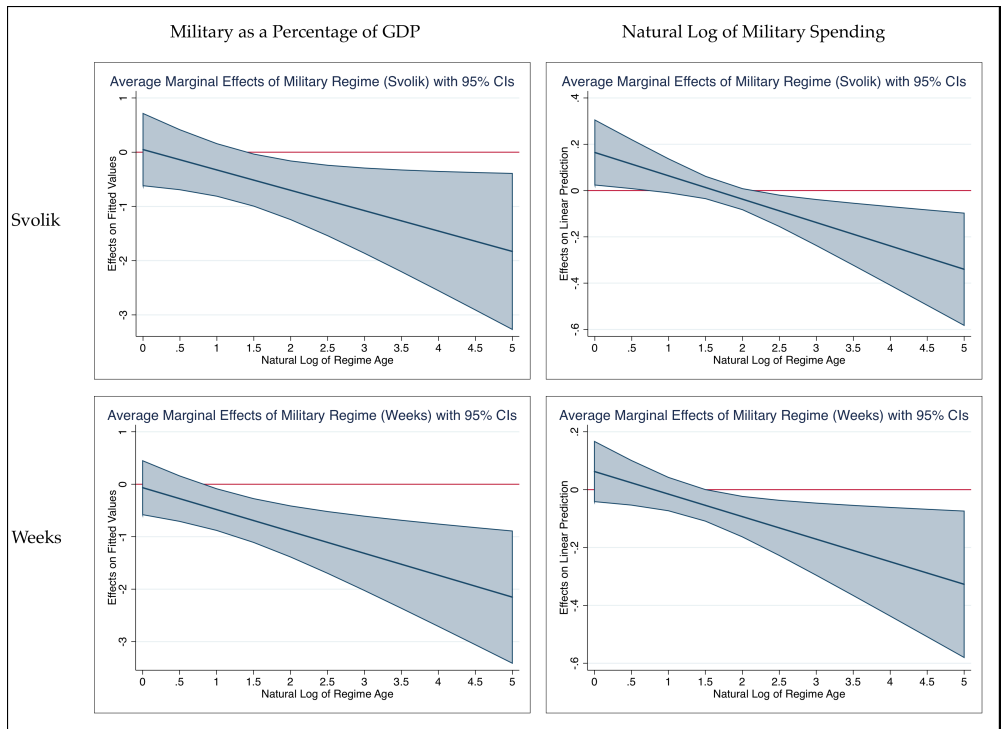 Military as a Percentage of GDP
Natural Log of Military Spending
Svolik
Average Marginal Effects of Military Regime (Svolik) with 95% CIs
Effects on Fitted Values
1
0
-1
-2
-3
0 .5 1 1.5 2 2.5 3 3.5 4 4.5 5
Natural Log of Regime Age
Average Marginal Effects of Military Regime (Svolik) with 95% CIs
Effects on Linear Prediction
.4
.2
0
-.2
-.4
-.6
0 .5 1 1.5 2 2.5 3 3.5 4 4.5 5
Natural Log of Regime Age
Weeks
Average Marginal Effects of Military Regime (Weeks) with 95% CIs
Effects on Fitted Values
1
0
-1
-2
-3
0 .5 1 1.5 2 2.5 3 3.5 4 4.5 5
Natural Log of Regime Age
Average Marginal Effects of Military Regime (Weeks) with 95% CIs
Effects on Linear Prediction
.2
0
-.2
-.4
-.6
0 .5 1 1.5 2 2.5 3 3.5 4 4.5 5
Natural Log of Regime Age